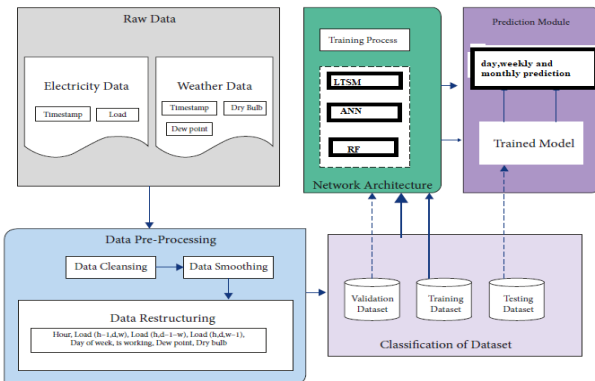 Raw Data
Electricity Data
Timestamp
Load
Weather Data
Timestamp
Dry Bulb
Dew point
Training Process
LTSM
ANN
RF
Network Architecture
Prediction Module
day,weekly and
monthly prediction
Trained Model
Data Pre-Processing
Data Cleansing
Data Smoothing
Data Restructuring
Hour, Load (h−i,d,w), Load (h,d−i−w), Load (h,d,w−i),
Day of week, is working, Dew point, Dry bulb
Validation
Dataset
Training
Dataset
Testing
Dataset
Classification of Dataset